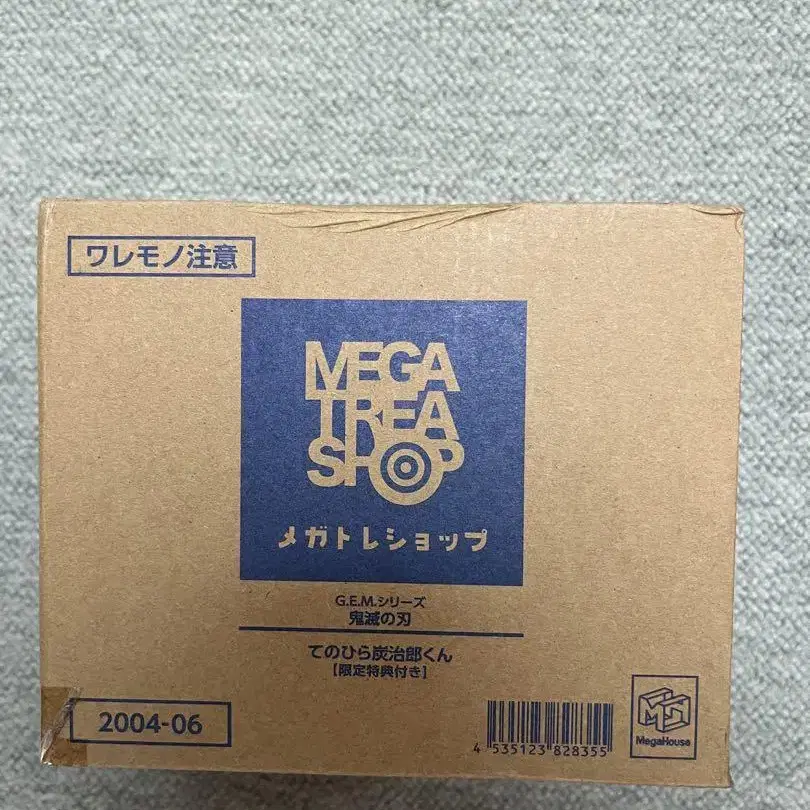 ワレモノ注意
MEGA
TREA
SHOP
メガトレショップ
G.E.M.シリーズ
鬼滅の刃
てのひら炭治郎くん
【限定特典付き】
2004-06
4 535123 828355
MegaHouse